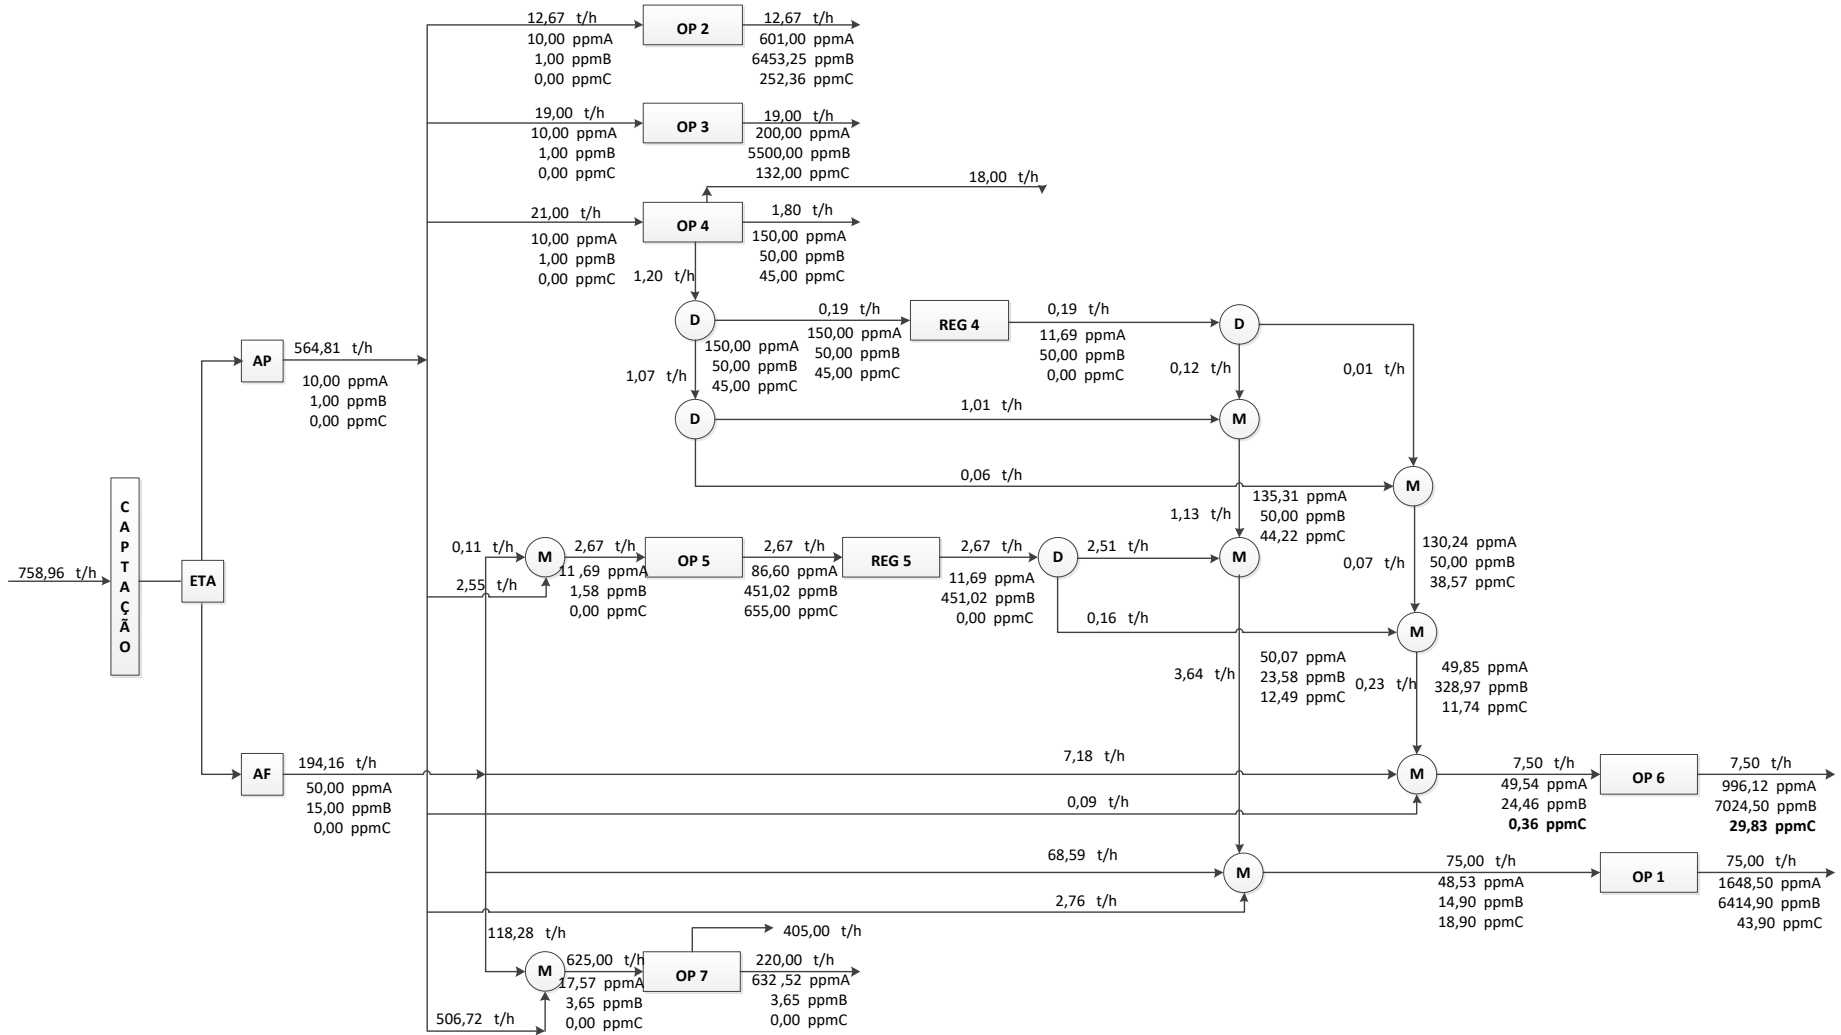 12,67 t/h
10,00 ppmA
1,00 ppmB
0,00 ppmC
OP 2
12,67 t/h
601,00 ppmA
6453,25 ppmB
252,36 ppmC
19,00 t/h
10,00 ppmA
1,00 ppmB
0,00 ppmC
OP 3
19,00 t/h
200,00 ppmA
5500,00 ppmB
132,00 ppmC
18,00 t/h
21,00 t/h
10,00 ppmA
1,00 ppmB
0,00 ppmC
OP 4
1,80 t/h
150,00 ppmA
50,00 ppmB
45,00 ppmC
1,20 t/h
D
0,19 t/h
150,00 ppmA
50,00 ppmB
45,00 ppmC
150,00 ppmA
50,00 ppmB
45,00 ppmC
REG 4
0,19 t/h
11,69 ppmA
50,00 ppmB
0,00 ppmC
D
0,12 t/h
0,01 t/h
1,07 t/h
D
1,01 t/h
M
0,06 t/h
M
564,81 t/h
AP
10,00 ppmA
1,00 ppmB
0,00 ppmC
135,31 ppmA
50,00 ppmB
44,22 ppmC
1,13 t/h
130,24 ppmA
50,00 ppmB
38,57 ppmC
0,07 t/h
CAPTAÇÃO
758,96 t/h
ETA
0,11 t/h
M
2,55 t/h
2,67 t/h
11 ,69 ppmA
1,58 ppmB
0,00 ppmC
OP 5
2,67 t/h
86,60 ppmA
451,02 ppmB
655,00 ppmC
REG 5
2,67 t/h
11,69 ppmA
451,02 ppmB
0,00 ppmC
D
2,51 t/h
M
0,16 t/h
M
3,64 t/h
50,07 ppmA
23,58 ppmB
12,49 ppmC
0,23 t/h
49,85 ppmA
328,97 ppmB
11,74 ppmC
AF
194,16 t/h
50,00 ppmA
15,00 ppmB
0,00 ppmC
7,18 t/h
0,09 t/h
M
7,50 t/h
49,54 ppmA
24,46 ppmB
0,36 ppmC
OP 6
7,50 t/h
996,12 ppmA
7024,50 ppmB
29,83 ppmC
68,59 t/h
2,76 t/h
M
75,00 t/h
48,53 ppmA
14,90 ppmB
18,90 ppmC
OP 1
75,00 t/h
1648,50 ppmA
6414,90 ppmB
43,90 ppmC
118,28 t/h
M
506,72 t/h
625,00 t/h
17,57 ppmA
3,65 ppmB
0,00 ppmC
OP 7
405,00 t/h
220,00 t/h
632 ,52 ppmA
3,65 ppmB
0,00 ppmC